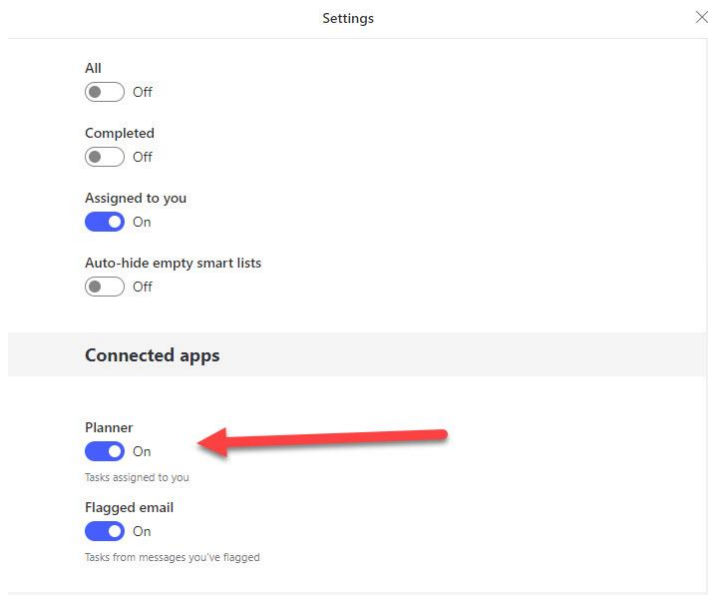 Settings
All
Off
Completed
Off
Assigned to you
On
Auto-hide empty smart lists
Off
Connected apps
Planner
On
Tasks assigned to you
Flagged email
On
Tasks from messages you've flagged